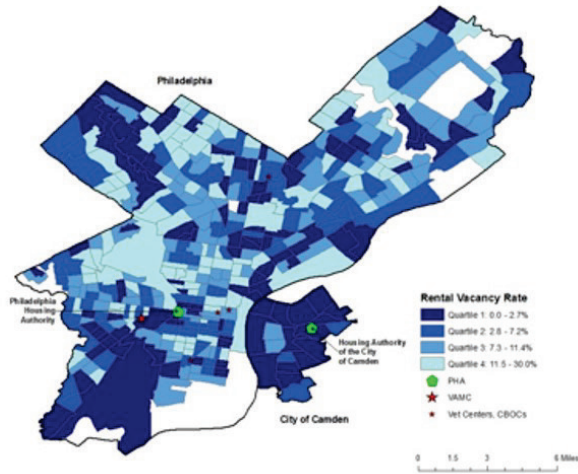 Philadelphia
Philadelphia
Housing
Authority
Housing Authority
of the City
of Camden
City of Camden
Rental Vacancy Rate
Quartile 1: 0.0 - 2.7%
Quartile 2: 2.8 - 7.2%
Quartile 3: 7.3 - 11.4%
Quartile 4: 11.5 - 30.0%
PHA
VAMC
Vet Centers, CBOCs
0 1.5 3 6 Miles